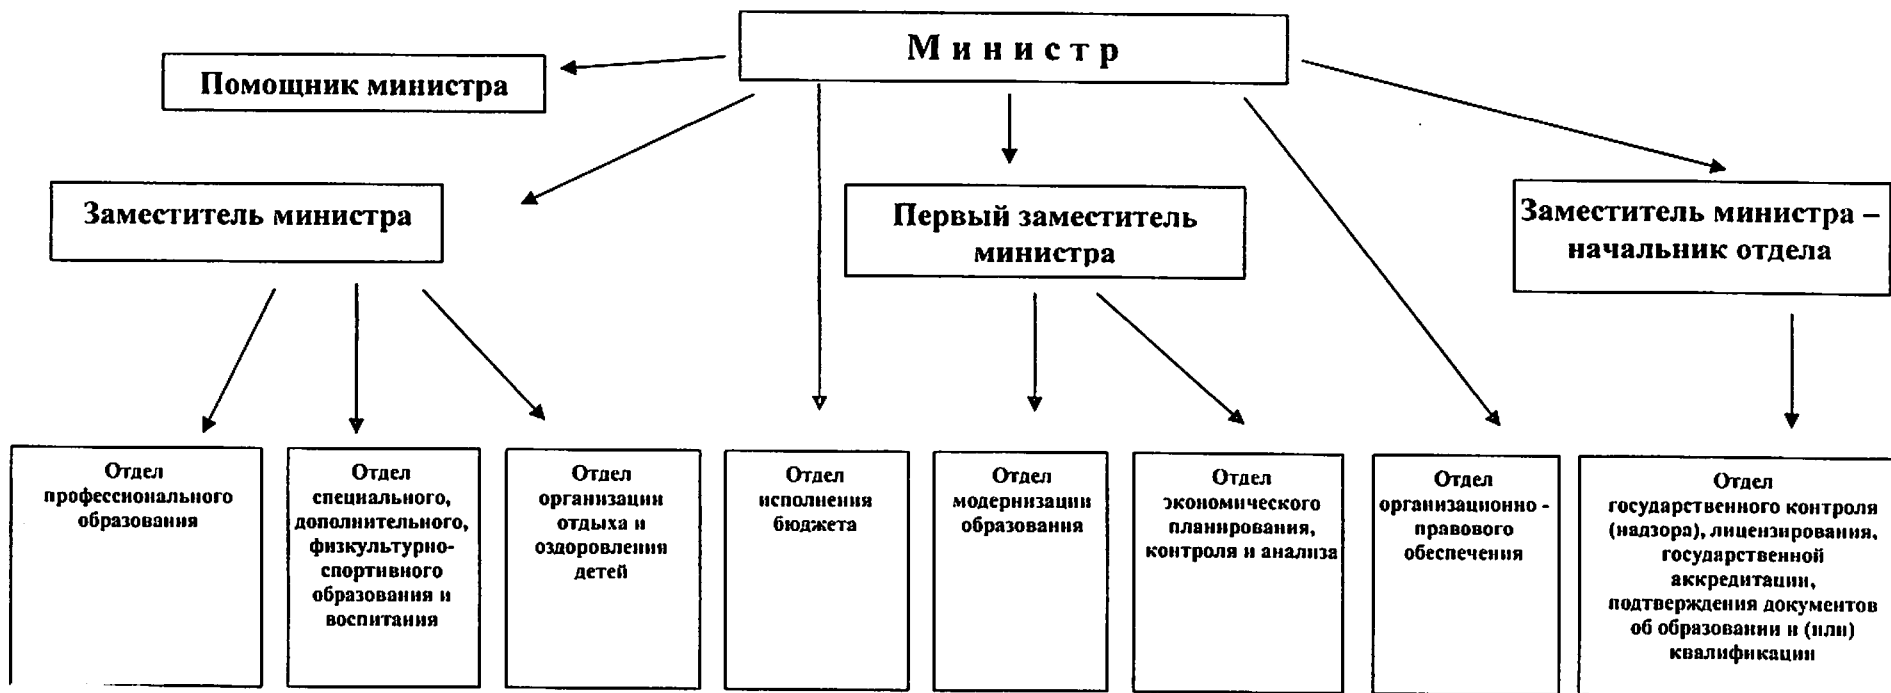 М и н и с т р
Помощник министра
Заместитель министра
Первый заместитель
министра
Заместитель министра –
начальник отдела
Отдел
профессионального
образования
Отдел
специального,
дополнительного,
физкультурно-
спортивного
образования и
воспитания
Отдел
организации
отдыха и
оздоровления
детей
Отдел
исполнения
бюджета
Отдел
модернизации
образования
Отдел
экономического
планирования,
контроля и анализа
Отдел
организационно -
правового
обеспечения
Отдел
государственного контроля
(надзора), лицензирования,
государственной
аккредитации,
подтверждения документов
об образовании и (или)
квалификации